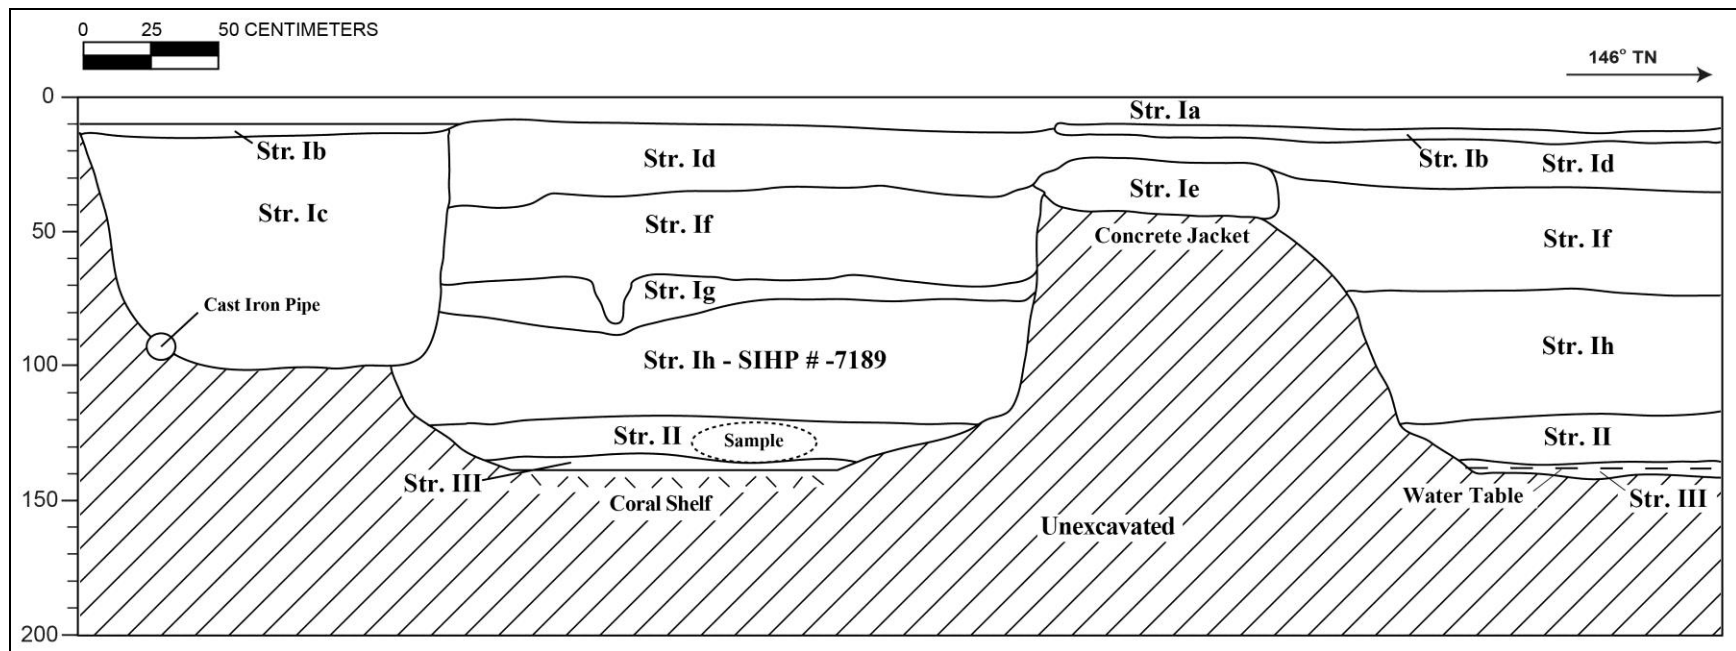 0 25 50 CENTIMETERS
146° TN
0
Str. Ia
Str. Ib
Str. Id
Str. Ib
Str. Id
Str. Ie
Str. Ic
Str. If
50
Concrete Jacket
Str. If
Str. Ig
Cast Iron Pipe
100
Str. Ih - SIHP # -7189
Str. Ih
Str. II
Sample
Str. II
Str. III
150
Coral Shelf
Water Table
Str. III
Unexcavated
200